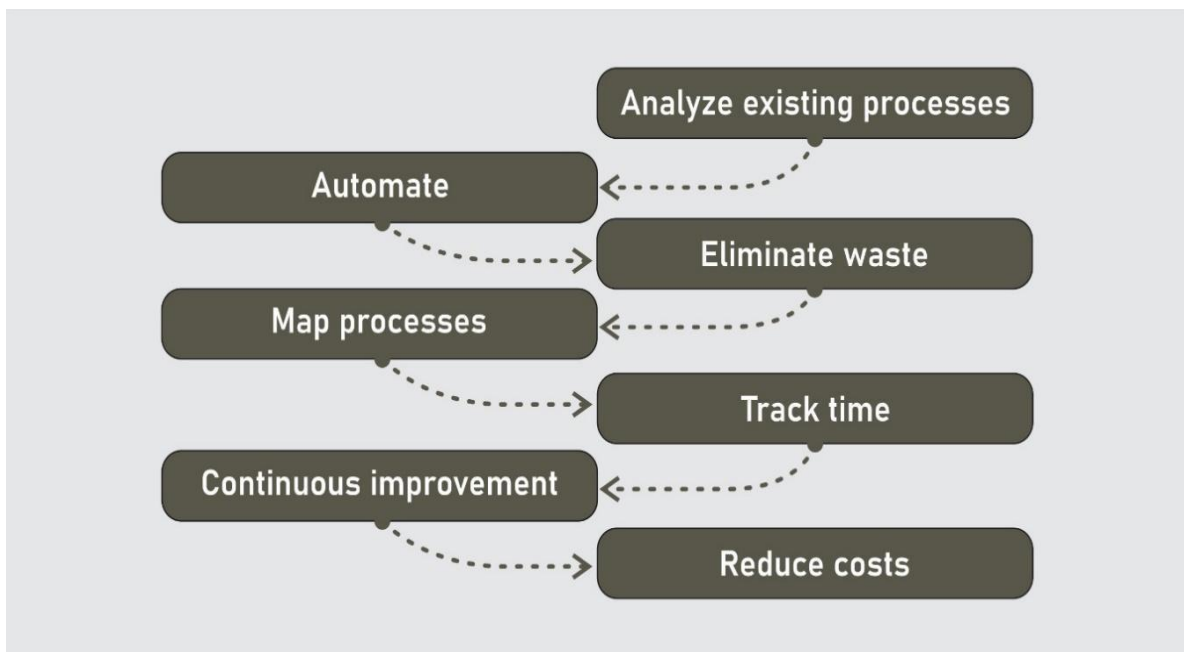 Analyze existing processes
Automate
Eliminate waste
Map processes
Track time
Continuous improvement
Reduce costs